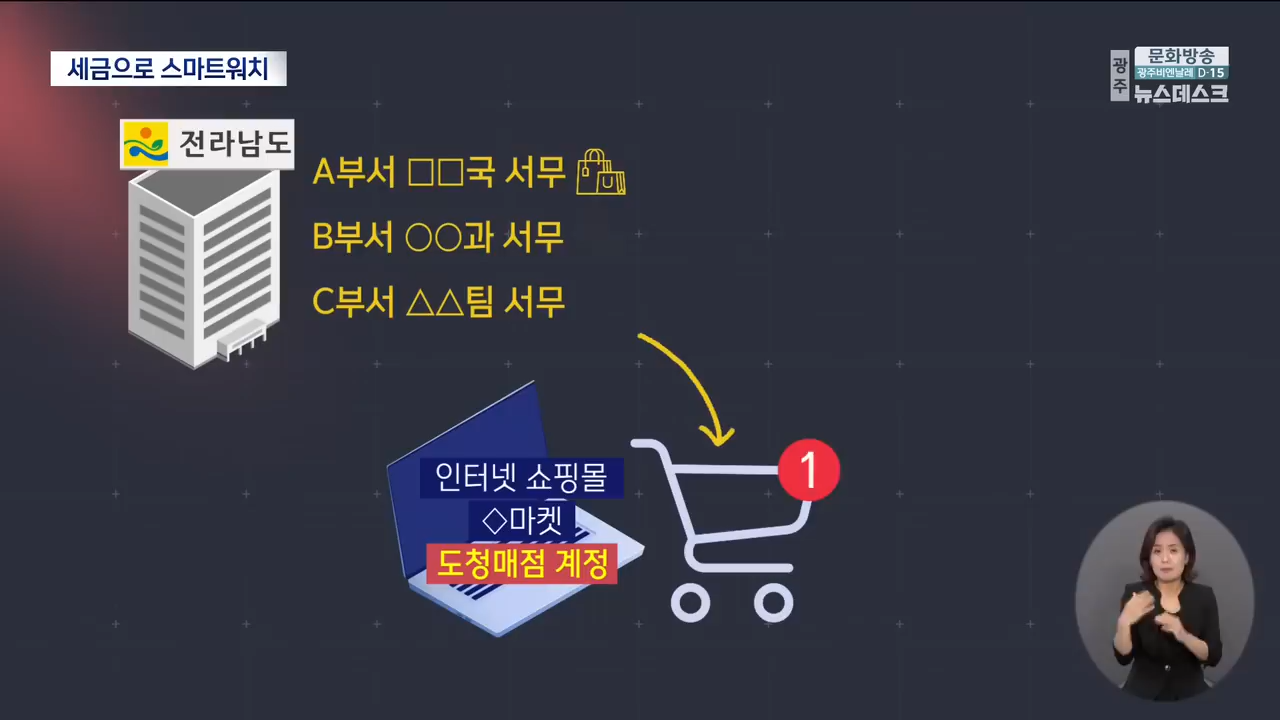 세금으로 스마트워치
광주
문화방송
광주비엔날레 D-15
뉴스데스크
전라남도
A부서 □□국 서무
B부서 ○○과 서무
C부서 △△팀 서무
인터넷 쇼핑몰
◇마켓
도청매점 계정
1